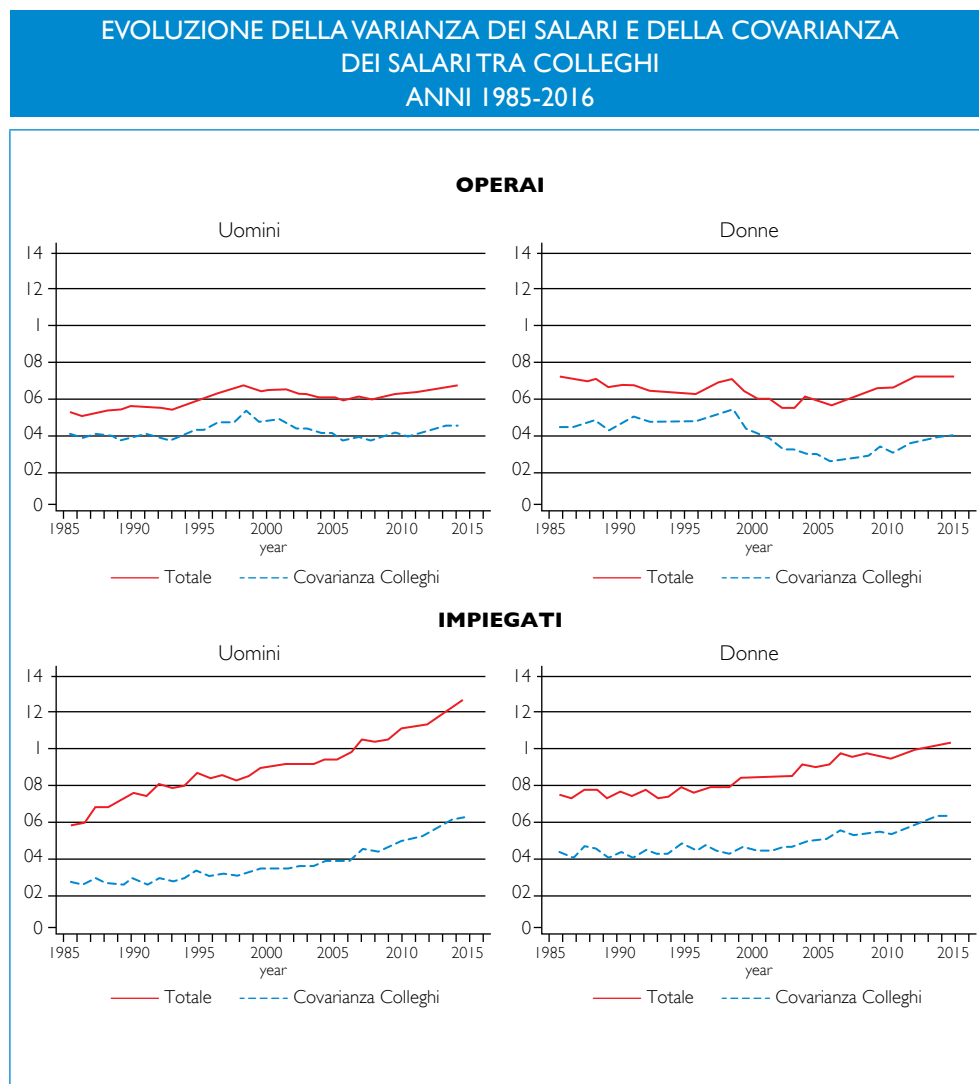 EVOLUZIONE DELLA VARIANZA DEI SALARI E DELLA COVARIANZA
DEI SALARI TRA COLLEGHI
ANNI 1985-2016
OPERAI
Uomini
14
12
1
08
06
04
02
0
1985 1990 1995 2000 2005 2010 2015
year
Totale Covarianza Colleghi
Donne
14
12
1
08
06
04
02
0
1985 1990 1995 2000 2005 2010 2015
year
Totale Covarianza Colleghi
IMPIEGATI
Uomini
14
12
1
08
06
04
02
0
1985 1990 1995 2000 2005 2010 2015
year
Totale Covarianza Colleghi
Donne
14
12
1
08
06
04
02
0
1985 1990 1995 2000 2005 2010 2015
year
Totale Covarianza Colleghi